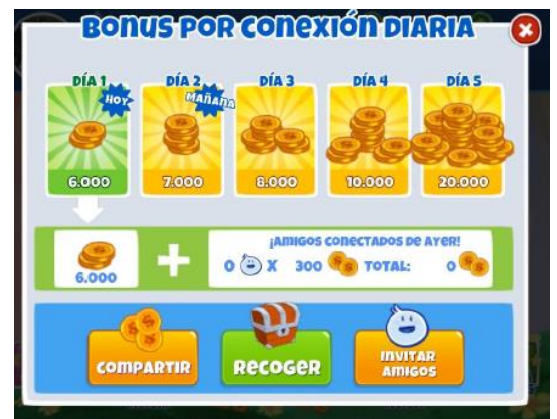 BONUS POR CONEXIÓN DIARIA
DÍA 1
HOY
6.000
DÍA 2
MAÑANA
7.000
DÍA 3
8.000
DÍA 4
10.000
DÍA 5
20.000
6.000
+
¡AMIGOS CONECTADOS DE AYER!
0 X 300 TOTAL: 0
COMPARTIR
RECOGER
INVITAR
AMIGOS